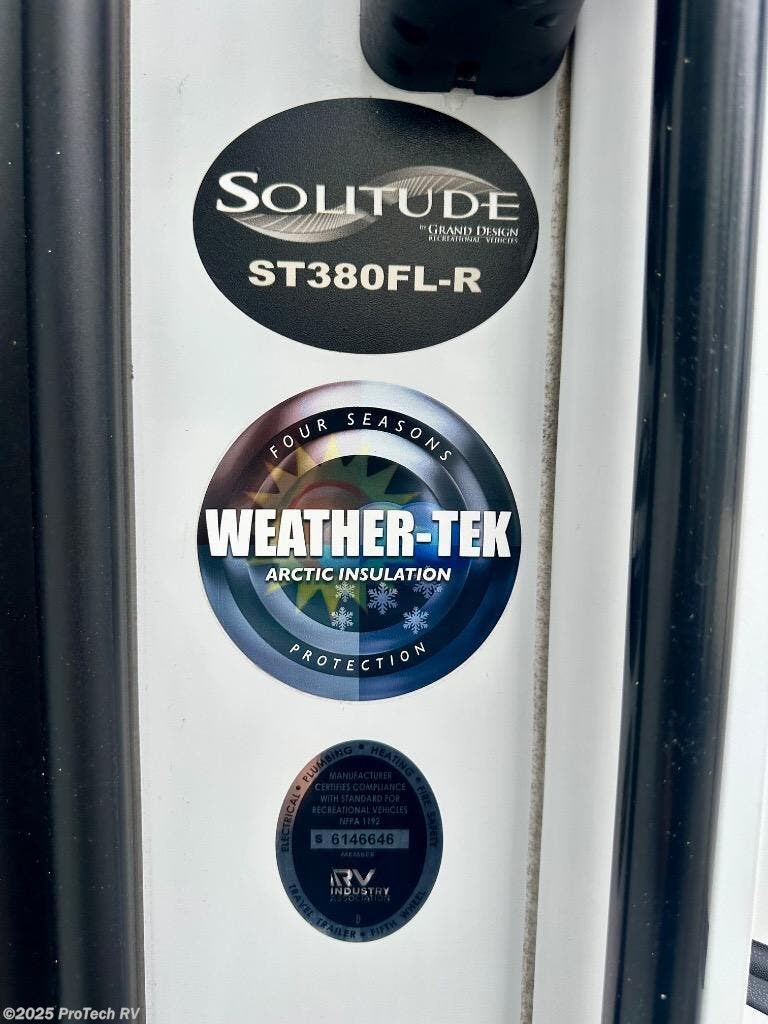 SOLITUDE
BY GRAND DESIGN
RECREATIONAL VEHICLES
ST380FL-R
FOUR SEASONS
WEATHER-TEK
ARCTIC INSULATION
PROTECTION
ELECTRICAL • PLUMBING • HEATING • FIRE SAFETY
MANUFACTURER
CERTIFIES COMPLIANCE
WITH STANDARD FOR
RECREATIONAL VEHICLES
NFPA 1192
S 6146646
MEMBER
RV
INDUSTRY
ASSOCIATION
D
TRAVEL TRAILER • FIFTH WHEEL
©2025 ProTech RV